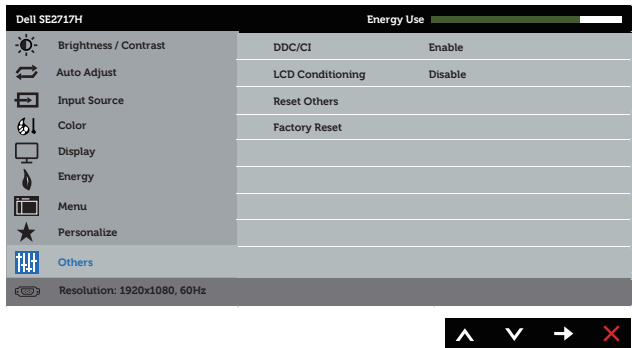 Dell SE2717H Energy Use
Brightness / Contrast DDC/CI Enable
Auto Adjust LCD Conditioning Disable
Input Source Reset Others
Color Factory Reset
Display
Energy
Menu
Personalize
Others
Resolution: 1920x1080, 60Hz